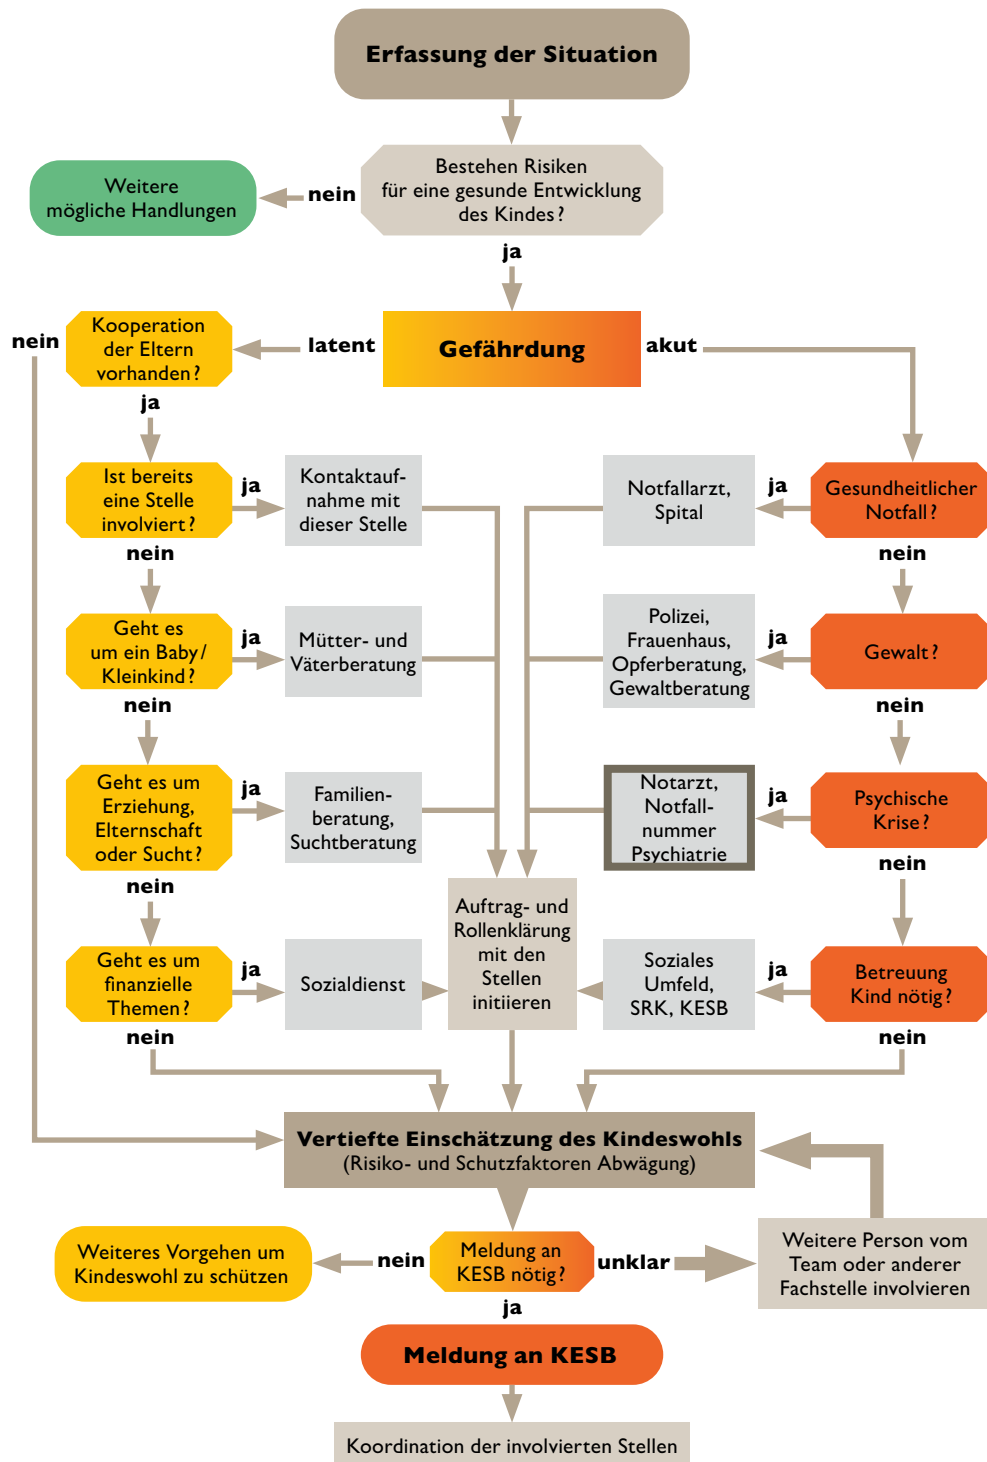 Erfassung der Situation
Bestehen Risiken
für eine gesunde Entwicklung
des Kindes?
nein
Weitere
mögliche Handlungen
ja
Gefährdung
latent
akut
Kooperation
der Eltern
vorhanden?
nein
ja
Ist bereits
eine Stelle
involviert?
ja
Kontaktauf-
nahme mit
dieser Stelle
Notfallarzt,
Spital
ja
Gesundheitlicher
Notfall?
nein
nein
Geht es
um ein Baby/
Kleinkind?
ja
Mütter- und
Väterberatung
Polizei,
Frauenhaus,
Opferberatung,
Gewaltberatung
ja
Gewalt?
nein
nein
Geht es um
Erziehung,
Elternschaft
oder Sucht?
ja
Familien-
beratung,
Suchtberatung
Notarzt,
Notfall-
nummer
Psychiatrie
ja
Psychische
Krise?
nein
nein
Geht es um
finanzielle
Themen?
ja
Sozialdienst
Auftrag- und
Rollenklärung
mit den
Stellen
initiieren
Soziales
Umfeld,
SRK, KESB
ja
Betreuung
Kind nötig?
nein
nein
Vertiefte Einschätzung des Kindeswohls
(Risiko- und Schutzfaktoren Abwägung)
Weiteres Vorgehen um
Kindeswohl zu schützen
nein
Meldung an
KESB nötig?
unklar
Weitere Person vom
Team oder anderer
Fachstelle involvieren
ja
Meldung an KESB
Koordination der involvierten Stellen